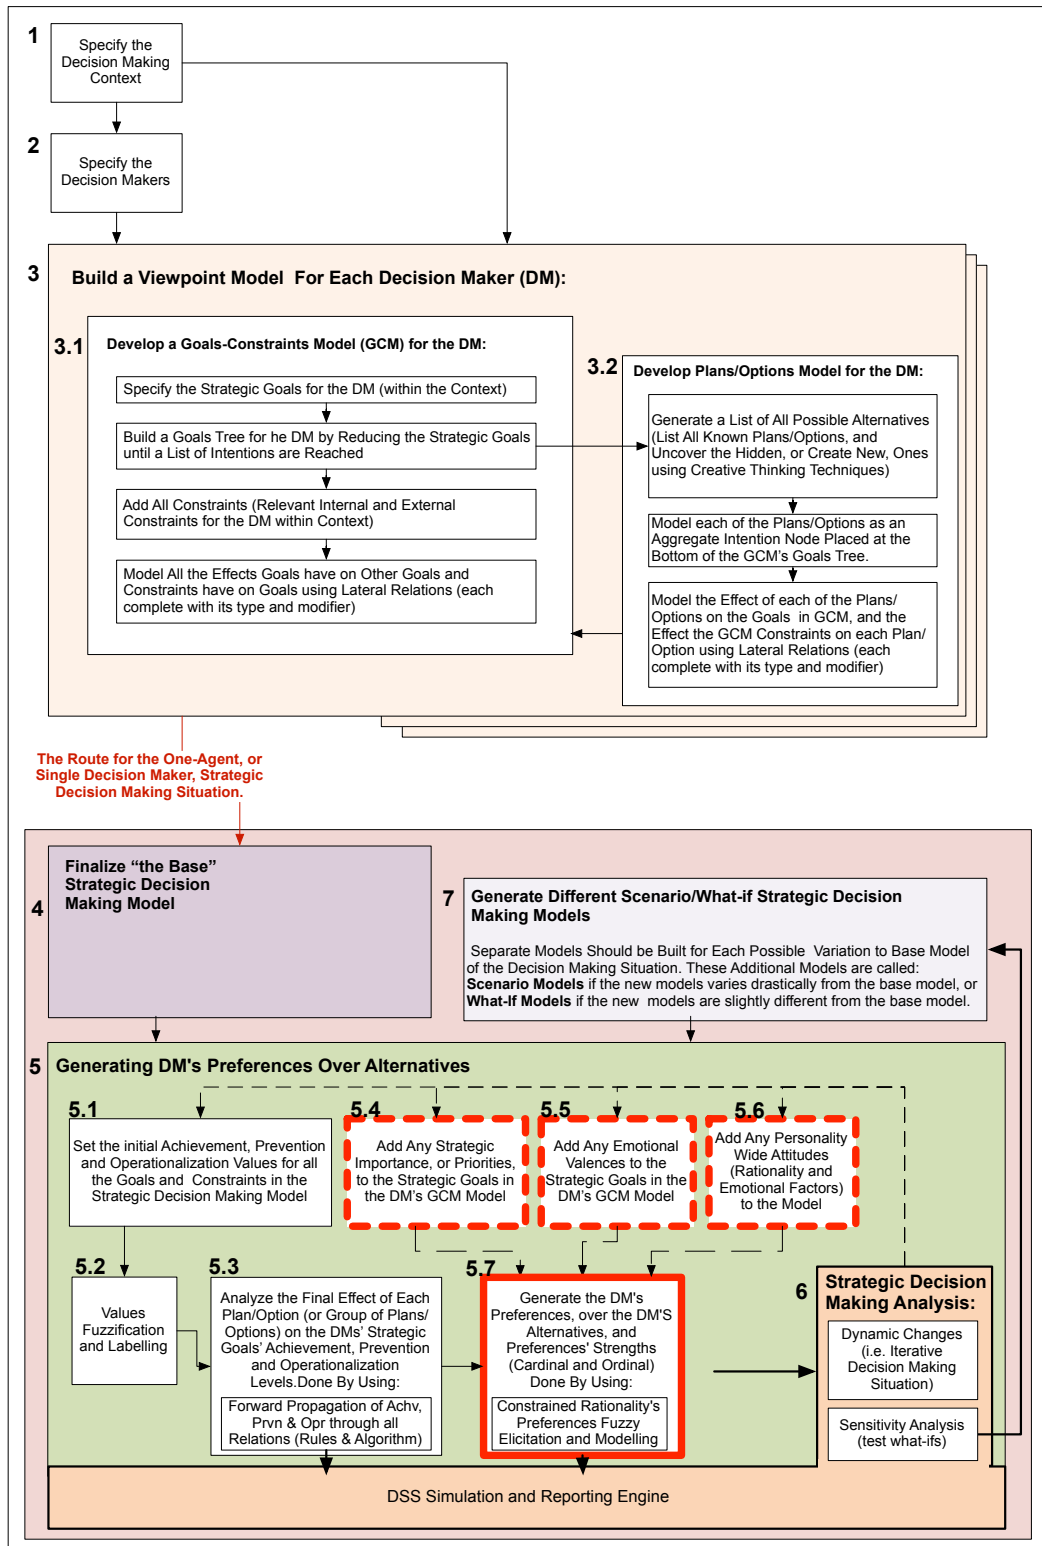 1
Specify the
Decision Making
Context
2
Specify the
Decision Makers
3
Build a Viewpoint Model For Each Decision Maker (DM):
3.1
Develop a Goals-Constraints Model (GCM) for the DM:
Specify the Strategic Goals for the DM (within the Context)
Build a Goals Tree for he DM by Reducing the Strategic Goals
until a List of Intentions are Reached
Add All Constraints (Relevant Internal and External
Constraints for the DM within Context)
Model All the Effects Goals have on Other Goals and
Constraints have on Goals using Lateral Relations (each
complete with its type and modifier)
3.2
Develop Plans/Options Model for the DM:
Generate a List of All Possible Alternatives
(List All Known Plans/Options, and
Uncover the Hidden, or Create New, Ones
using Creative Thinking Techniques)
Model each of the Plans/Options as an
Aggregate Intention Node Placed at the
Bottom of the GCM's Goals Tree.
Model the Effect of each of the Plans/
Options on the Goals in GCM, and the
Effect the GCM Constraints on each Plan/
Option using Lateral Relations (each
complete with its type and modifier)
The Route for the One-Agent, or
Single Decision Maker, Strategic
Decision Making Situation.
4
Finalize “the Base”
Strategic Decision
Making Model
7
Generate Different Scenario/What-if Strategic Decision
Making Models
Separate Models Should be Built for Each Possible Variation to Base Model
of the Decision Making Situation. These Additional Models are called:
Scenario Models if the new models varies drastically from the base model, or
What-If Models if the new models are slightly different from the base model.
5
Generating DM's Preferences Over Alternatives
5.1
Set the initial Achievement, Prevention
and Operationalization Values for all
the Goals and Constraints in the
Strategic Decision Making Model
5.4
Add Any Strategic
Importance, or Priorities,
to the Strategic Goals in
the DM's GCM Model
5.5
Add Any Emotional
Valences to the
Strategic Goals in the
DM's GCM Model
5.6
Add Any Personality
Wide Attitudes
(Rationality and
Emotional Factors)
to the Model
5.2
Values
Fuzzification
and Labelling
5.3
Analyze the Final Effect of Each
Plan/Option (or Group of Plans/
Options) on the DMs' Strategic
Goals' Achievement, Prevention
and Operationalization
Levels.Done By Using:
Forward Propagation of Achv,
Prvn & Opr through all
Relations (Rules & Algorithm)
5.7
Generate the DM's
Preferences, over the DM'S
Alternatives, and
Preferences' Strengths
(Cardinal and Ordinal)
Done By Using:
Constrained Rationality's
Preferences Fuzzy
Elicitation and Modelling
6
Strategic Decision
Making Analysis:
Dynamic Changes
(i.e. Iterative
Decision Making
Situation)
Sensitivity Analysis
(test what-ifs)
DSS Simulation and Reporting Engine